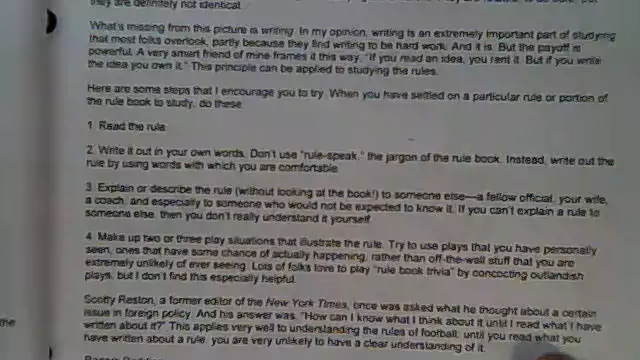 they are definitely not identical.
What's missing from this picture is writing. In my opinion, writing is an extremely important part of studying
that most folks overlook, partly because they find writing to be hard work. And it is. But the payoff is
powerful. A very smart friend of mine frames it this way, "If you read an idea, you rent it. But if you write
the idea you own it." This principle can be applied to studying the rules.
Here are some steps that I encourage you to try. When you have settled on a particular rule or portion of
the rule book to study, do these
1. Read the rule.
2. Write it out in your own words. Don't use "rule-speak," the jargon of the rule book. Instead, write out the
rule by using words with which you are comfortable.
3. Explain or describe the rule (without looking at the book!) to someone else—a fellow official, your wife,
a coach, and especially to someone who would not be expected to know it. If you can't explain a rule to
someone else, then you don't really understand it yourself.
4. Make up two or three play situations that illustrate the rule. Try to use plays that you have personally
seen, ones that have some chance of actually happening, rather than off-the-wall stuff that you are
extremely unlikely of ever seeing. Lots of folks love to play "rule book trivia" by concocting outlandish
plays, but I don't find this especially helpful.
Scotty Reston, a former editor of the New York Times, once was asked what he thought about a certain
issue in foreign policy. And his answer was: "How can I know what I think about it until I read what I have
written about it?" This applies very well to understanding the rules of football, until you read what you
have written about a rule, you are very unlikely to have a clear understanding of it.
the